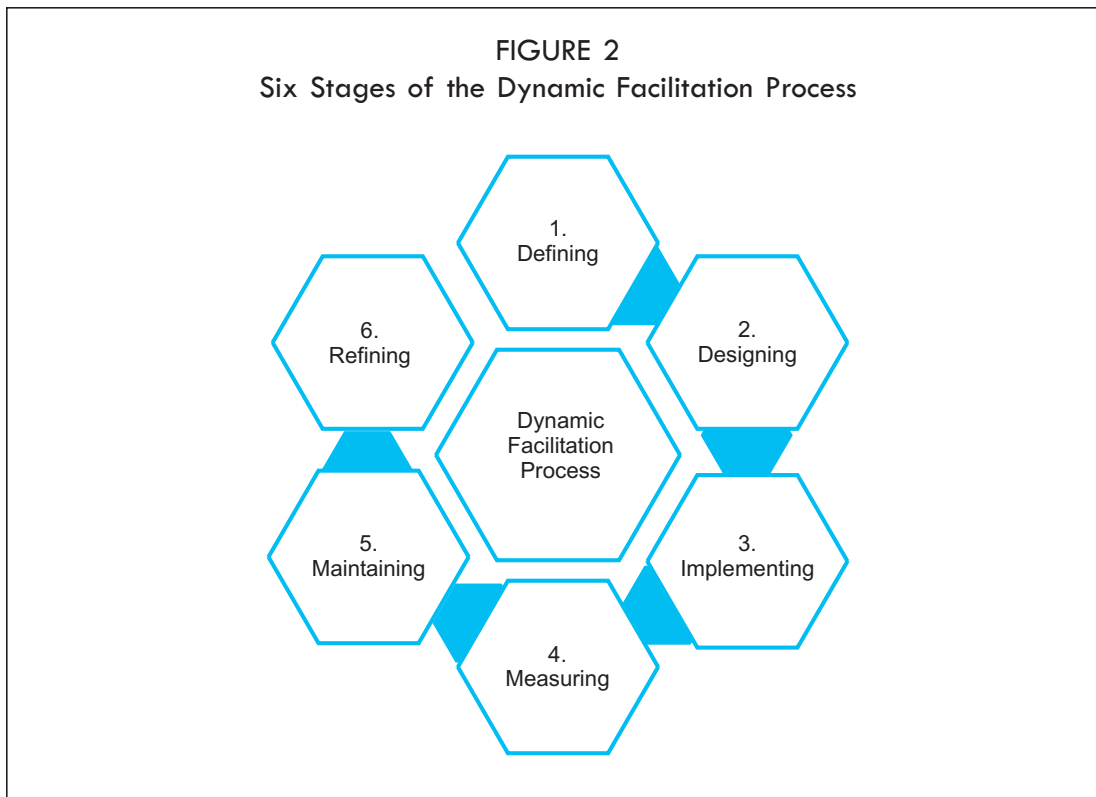 FIGURE 2
Six Stages of the Dynamic Facilitation Process
1.
Defining
2.
Designing
3.
Implementing
4.
Measuring
5.
Maintaining
6.
Refining
Dynamic
Facilitation
Process